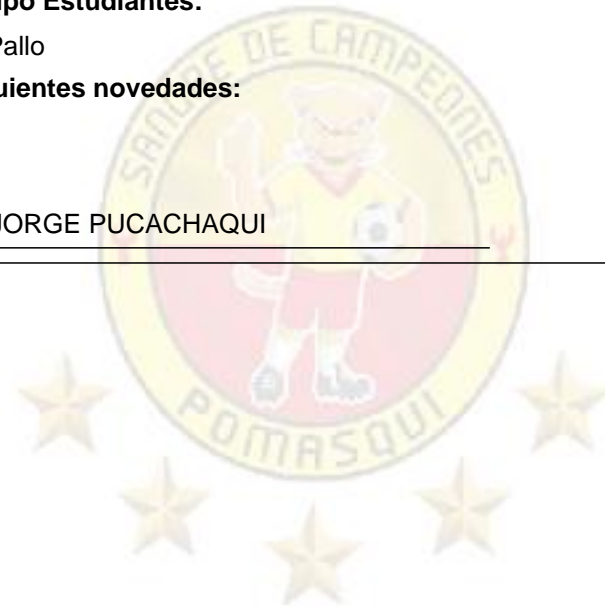 po Estudiantes:
Pallo
uientes novedades:
JORGE PUCACHAQUI
SANGRE DE CAMPEONES
POMASQUI